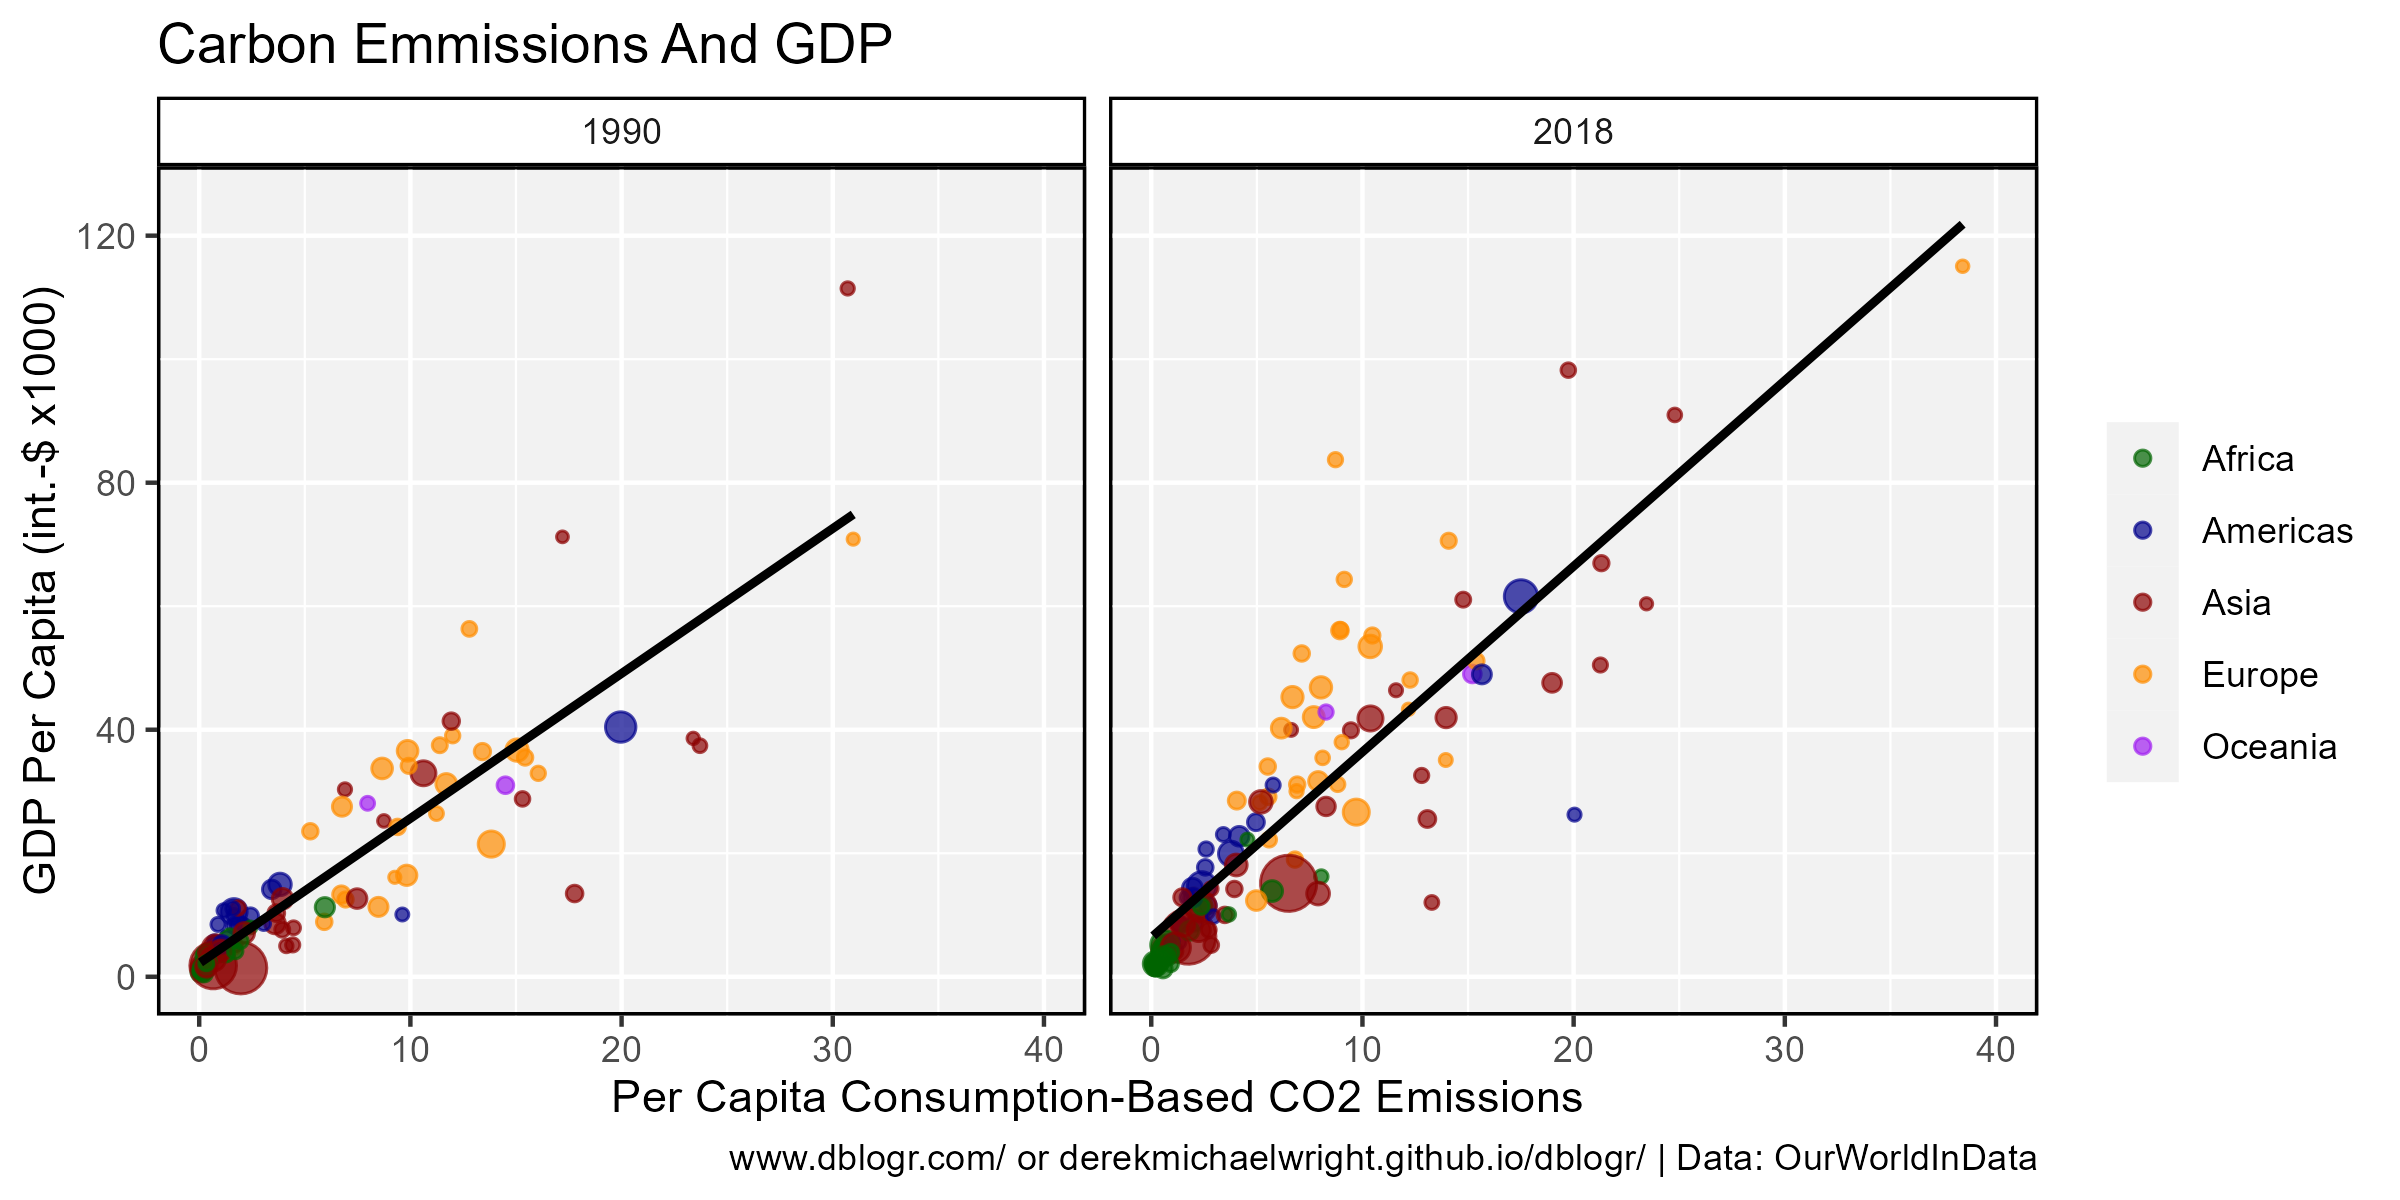 Carbon Emmissions And GDP
1990
2018
GDP Per Capita (int.-$ x1000)
120
80
40
0
0 10 20 30 40
0 10 20 30 40
Per Capita Consumption-Based CO2 Emissions
Africa
Americas
Asia
Europe
Oceania
www.dblogr.com/ or derekmichaelwright.github.io/dblogr/ | Data: OurWorldInData